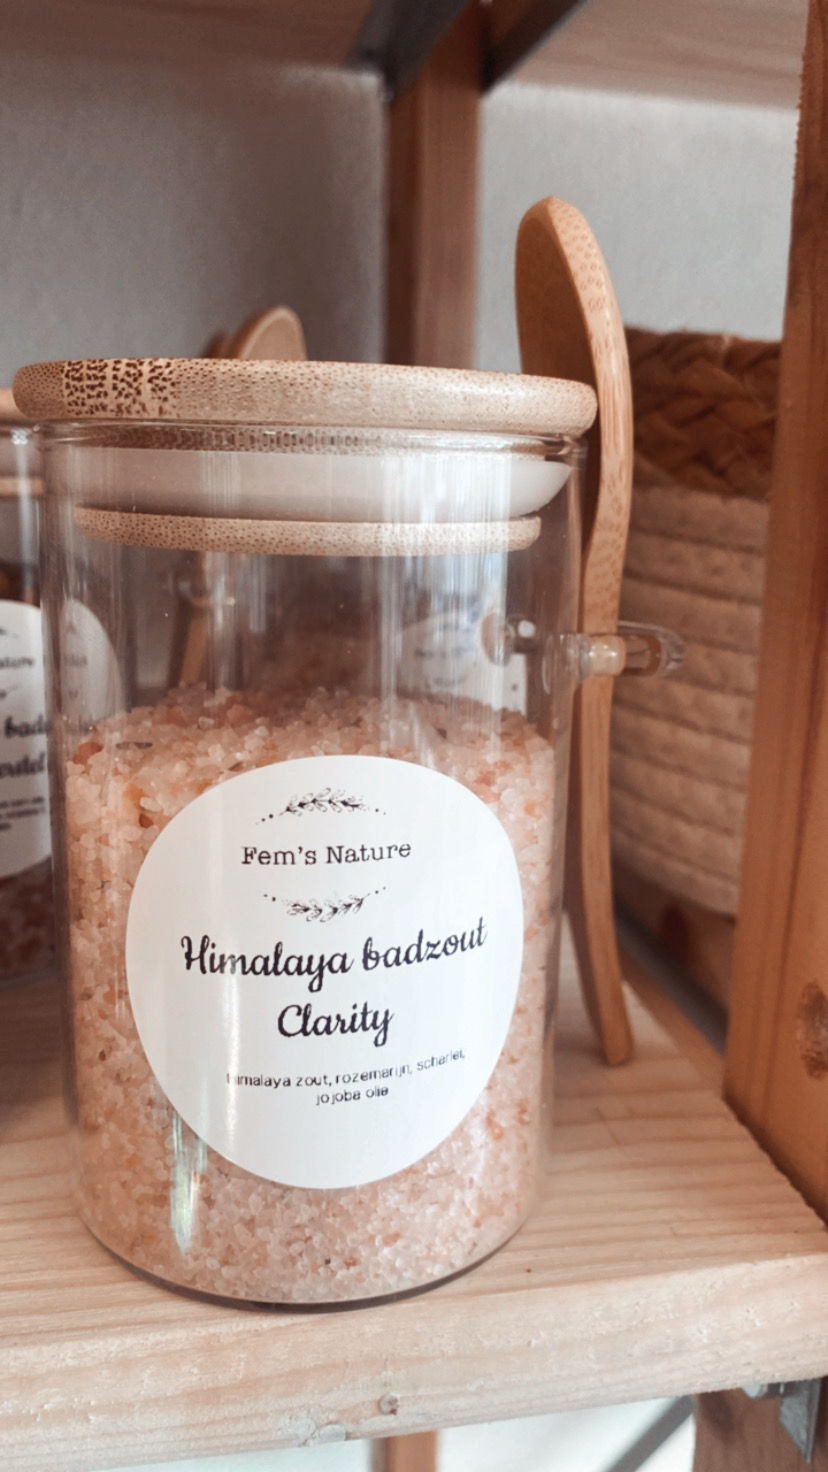 Fem's Nature
Himalaya badzout
Clarity
Himalaya zout, rozemarijn, scharlei,
jojoba olie